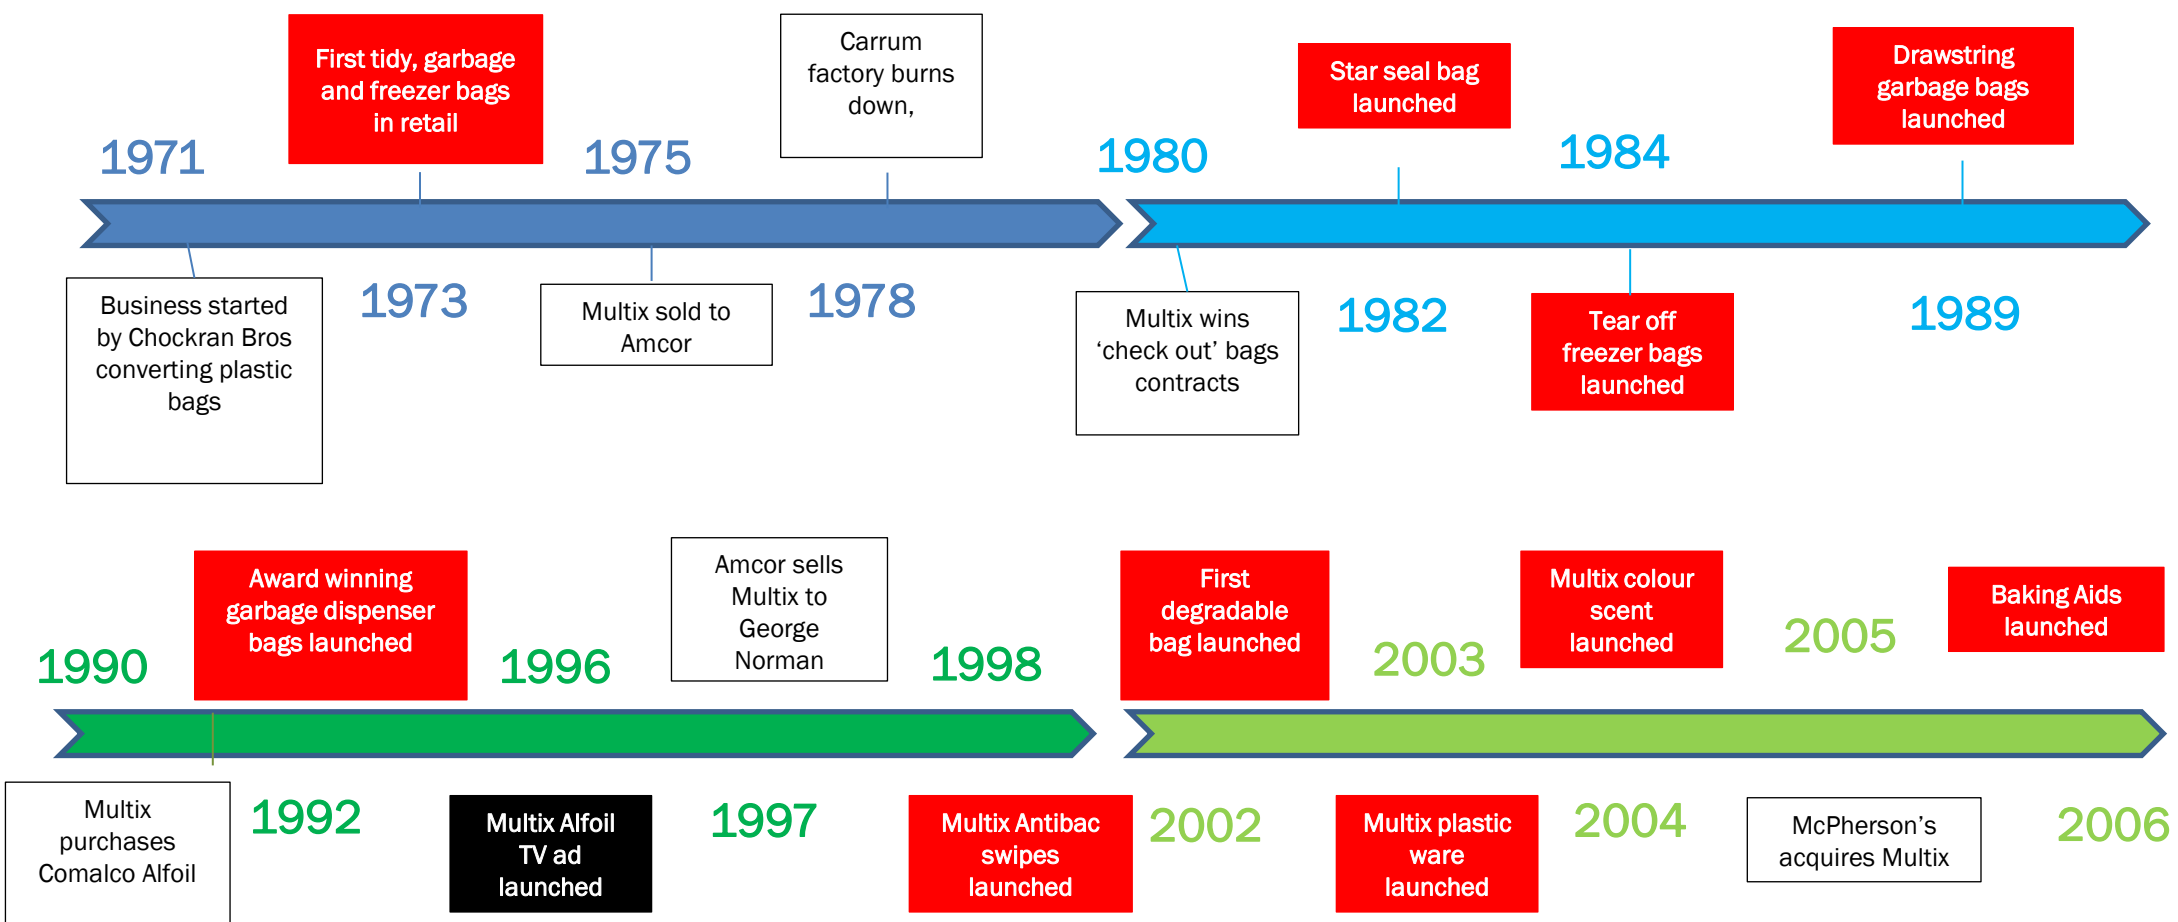 1971
First tidy, garbage
and freezer bags
in retail
1975
Carrum
factory burns
down,
1980
Star seal bag
launched
1984
Drawstring
garbage bags
launched
Business started
by Chockran Bros
converting plastic
bags
1973
Multix sold to
Amcor
1978
Multix wins
‘check out’ bags
contracts
1982
Tear off
freezer bags
launched
1989
1990
Award winning
garbage dispenser
bags launched
1996
Amcor sells
Multix to
George
Norman
1998
First
degradable
bag launched
2003
Multix colour
scent
launched
2005
Baking Aids
launched
Multix
purchases
Comalco Alfoil
1992
Multix Alfoil
TV ad
launched
1997
Multix Antibac
swipes
launched
2002
Multix plastic
ware
launched
2004
McPherson’s
acquires Multix
2006